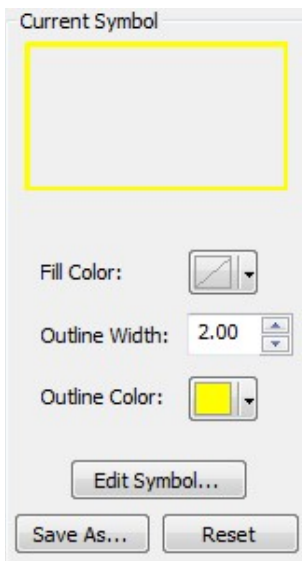 Current Symbol
Fill Color:
Outline Width: 2.00
Outline Color:
Edit Symbol...
Save As... Reset